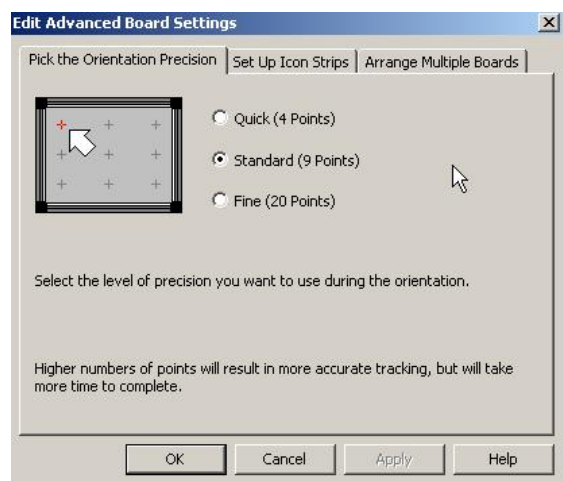 Edit Advanced Board Settings
Pick the Orientation Precision
Set Up Icon Strips
Arrange Multiple Boards
Quick (4 Points)
Standard (9 Points)
Fine (20 Points)
Select the level of precision you want to use during the orientation.
Higher numbers of points will result in more accurate tracking, but will take
more time to complete.
OK
Cancel
Apply
Help